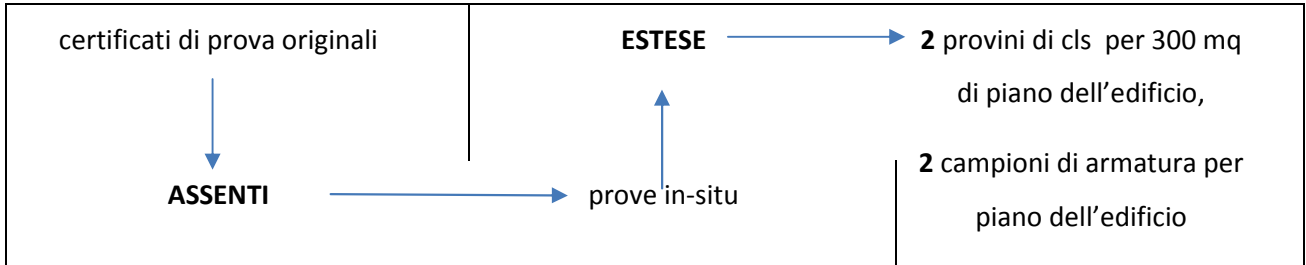 certificati di prova originali
ASSENTI
prove in-situ
ESTESE
2 provini di cls per 300 mq
di piano dell’edificio,
2 campioni di armatura per
piano dell’edificio